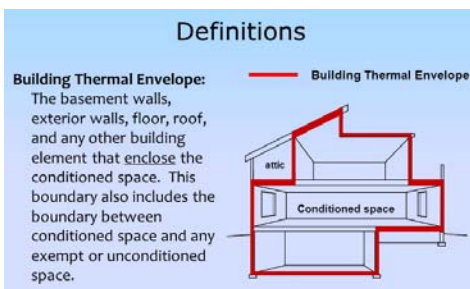 Definitions
Building Thermal Envelope:
The basement walls,
exterior walls, floor, roof,
and any other building
element that enclose the
conditioned space. This
boundary also includes the
boundary between
conditioned space and any
exempt or unconditioned
space.
Building Thermal Envelope
attic
Conditioned space